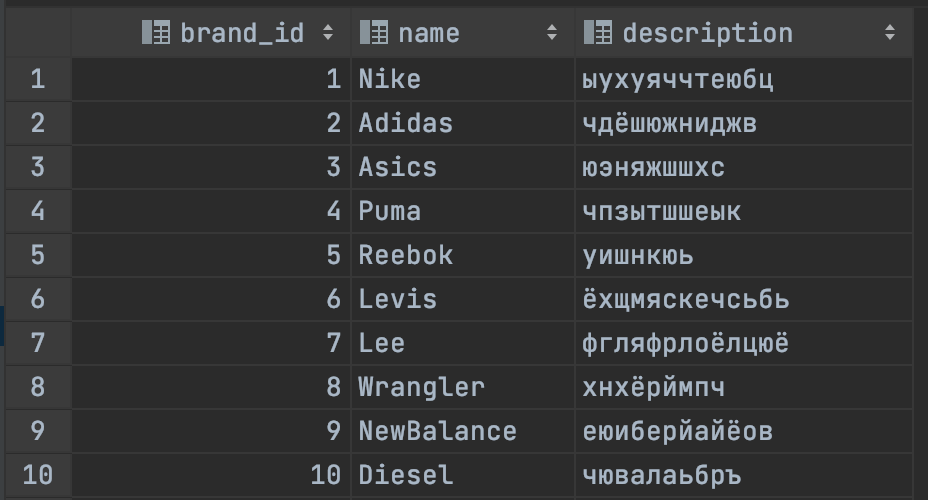 brand_id name description
1 1 Nike ыухуяччтеюбц
2 2 Adidas чдёшюжниджв
3 3 Asics юэняжшшхс
4 4 Puma чпзытшшеык
5 5 Reebok уишнкюь
6 6 Levis ёхщмяскечсьбь
7 7 Lee фгляфрлоёлцюё
8 8 Wrangler хнхёрймпч
9 9 NewBalance еюиберйайёов
10 10 Diesel чювалаьбръ